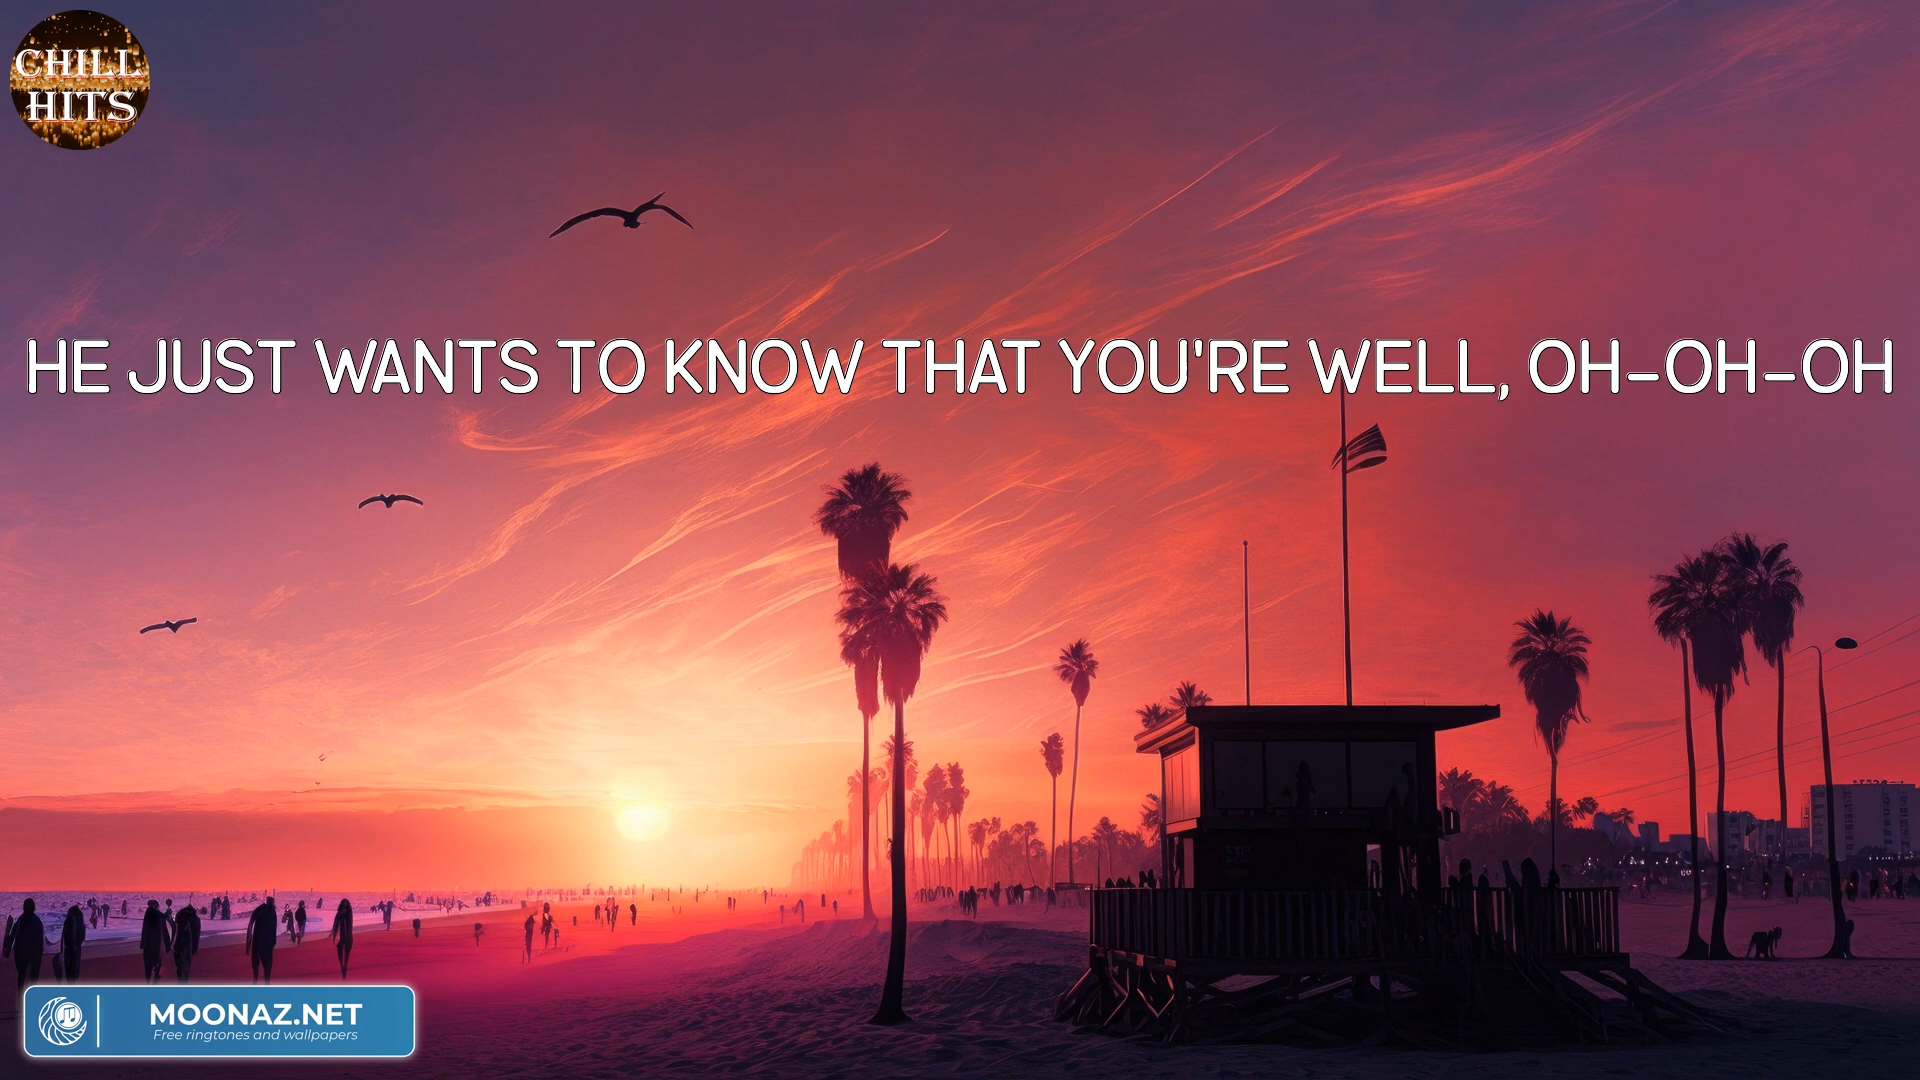 CHILL
HITS
HE JUST WANTS TO KNOW THAT YOU'RE WELL, OH-OH-OH
MOONAZ.NET
Free ringtones and wallpapers